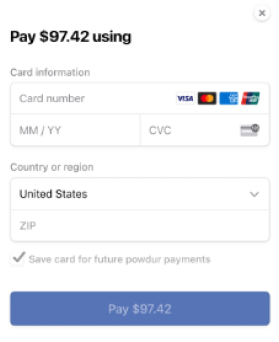 Pay $97.42 using
Card information
Card number VISA
MM / YY CVC
Country or region
United States
ZIP
Save card for future powdur payments
Pay $97.42